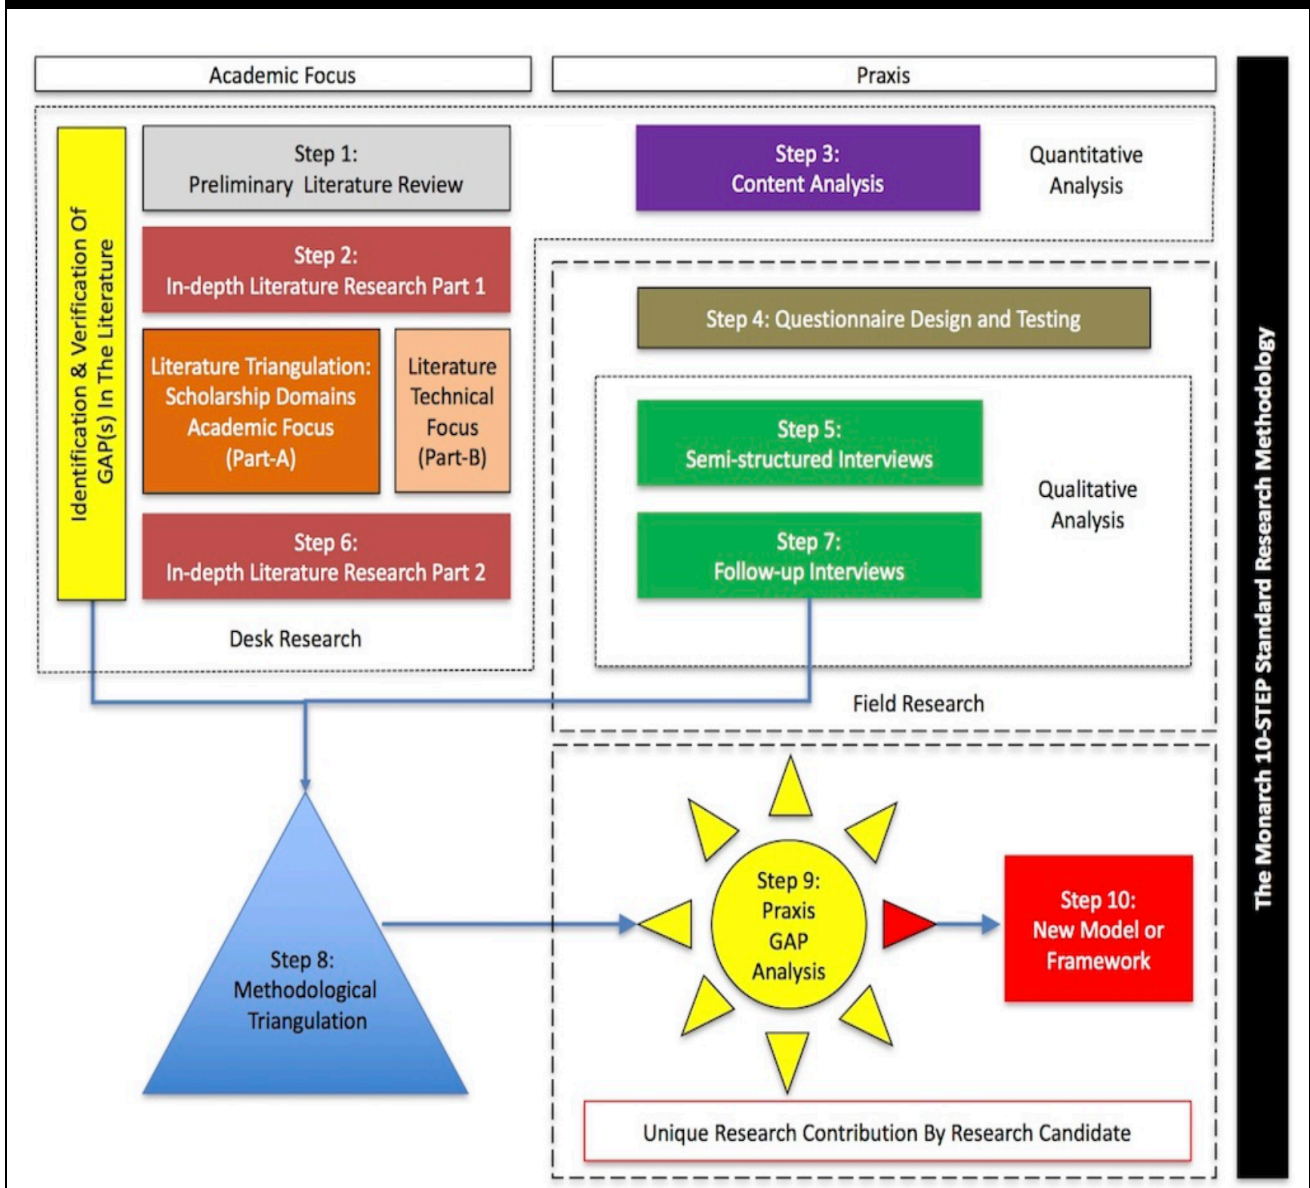 Academic Focus
Praxis
Identification & Verification Of
GAP(s) In The Literature
Step 1:
Preliminary Literature Review
Step 2:
In-depth Literature Research Part 1
Literature Triangulation:
Scholarship Domains
Academic Focus
(Part-A)
Literature
Technical
Focus
(Part-B)
Step 6:
In-depth Literature Research Part 2
Desk Research
Step 3:
Content Analysis
Quantitative
Analysis
Step 4: Questionnaire Design and Testing
Step 5:
Semi-structured Interviews
Step 7:
Follow-up Interviews
Qualitative
Analysis
Field Research
Step 8:
Methodological
Triangulation
Step 9:
Praxis
GAP
Analysis
Step 10:
New Model or
Framework
Unique Research Contribution By Research Candidate
The Monarch 10-STEP Standard Research Methodology